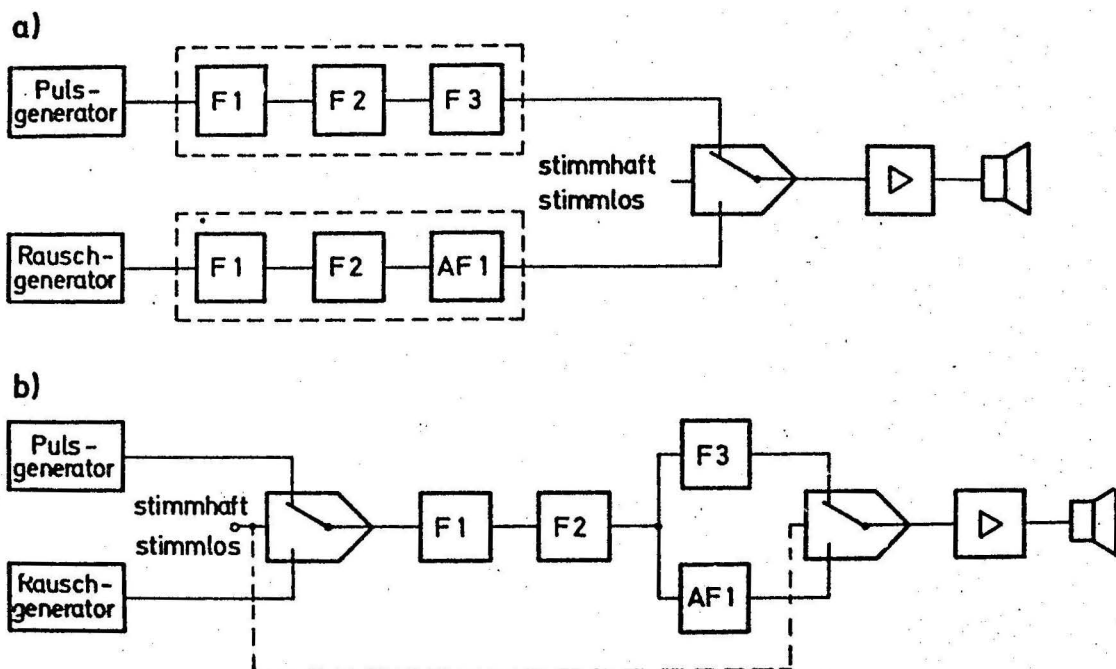 a)
Puls-
generator
F1
F2
F3
stimmhaft
stimmlos
Rausch-
generator
F1
F2
AF1
b)
Puls-
generator
stimmhaft
stimmlos
F1
F2
F3
Rausch-
generator
AF1